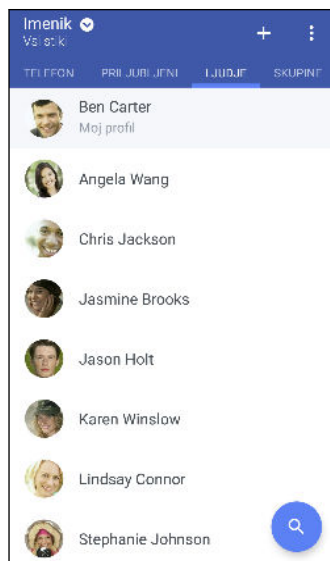 Imenik
Vsi stiki
TELEFON PRILJUBLJENI LJUDJE SKUPINE
Ben Carter
Moj profil
Angela Wang
Chris Jackson
Jasmine Brooks
Jason Holt
Karen Winslow
Lindsay Connor
Stephanie Johnson